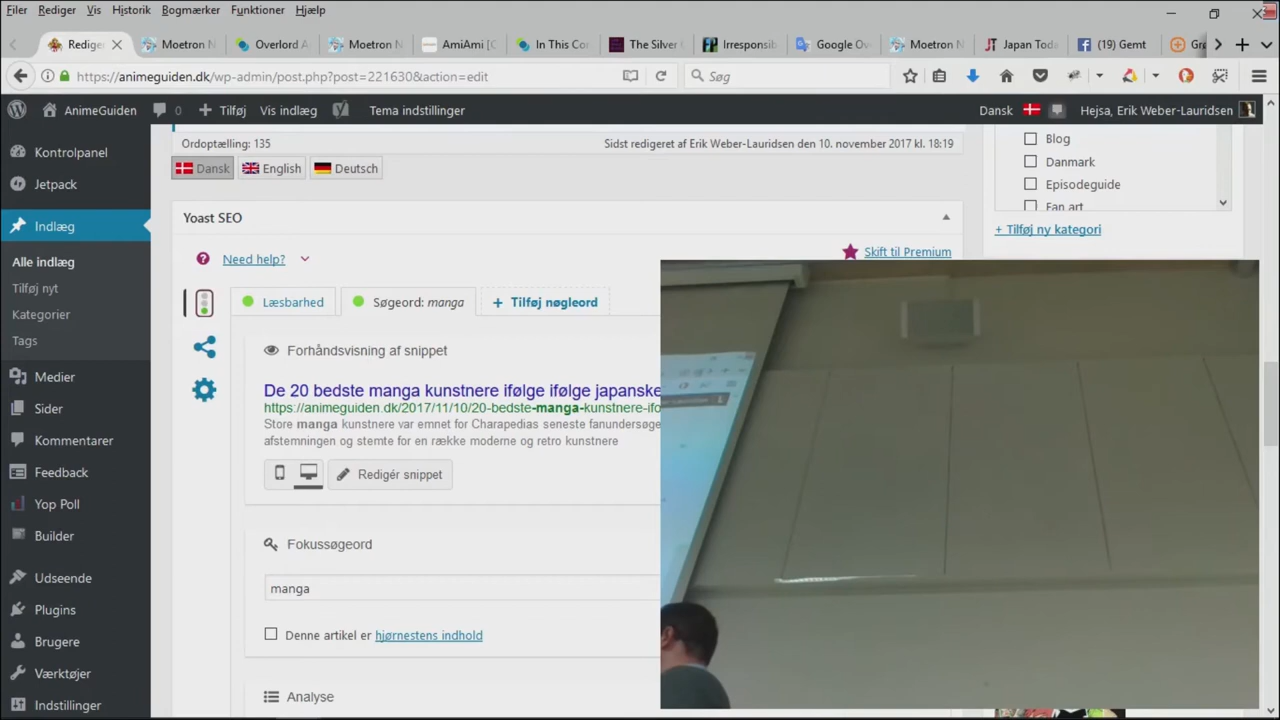 Filer Rediger Vis Historik Bogmærker Funktioner Hjælp
Rediger Moetron N Overlord A Moetron N AmiAmi [C In This Cor The Silver Irresponsib Google Ov Moetron N Japan Toda (19) Gemt
https://animeguiden.dk/wp-admin/post.php?post=221630&action=edit Søg
AnimeGuiden 0 Tilføj Vis indlæg Tema indstillinger Dansk Hejsa, Erik Weber-Lauridsen
Kontrolpanel
Jetpack
Indlæg
Alle indlæg
Tilføj nyt
Kategorier
Tags
Medier
Sider
Kommentarer
Feedback
Yop Poll
Builder
Udseende
Plugins
Brugere
Værktøjer
Indstillinger
Ordoptælling: 135 Sidst redigeret af Erik Weber-Lauridsen den 10. november 2017 kl. 18:19
Dansk English Deutsch
Yoast SEO
Need help? Skift til Premium
Læsbarhed Søgeord: manga + Tilføj nøgleord
Forhåndsvisning af snippet
De 20 bedste manga kunstnere ifølge ifølge japanske
https://animeguiden.dk/2017/11/10/20-bedste-manga-kunstnere-ifo
Store manga kunstnere var emnet for Charapedias seneste fanundersøge
afstemningen og stemte for en række moderne og retro kunstnere
Redigér snippet
Fokussøgeord
manga
Denne artikel er hjørnestens indhold
Analyse
Blog
Danmark
Episodeguide
Fan art
+ Tilføj ny kategori